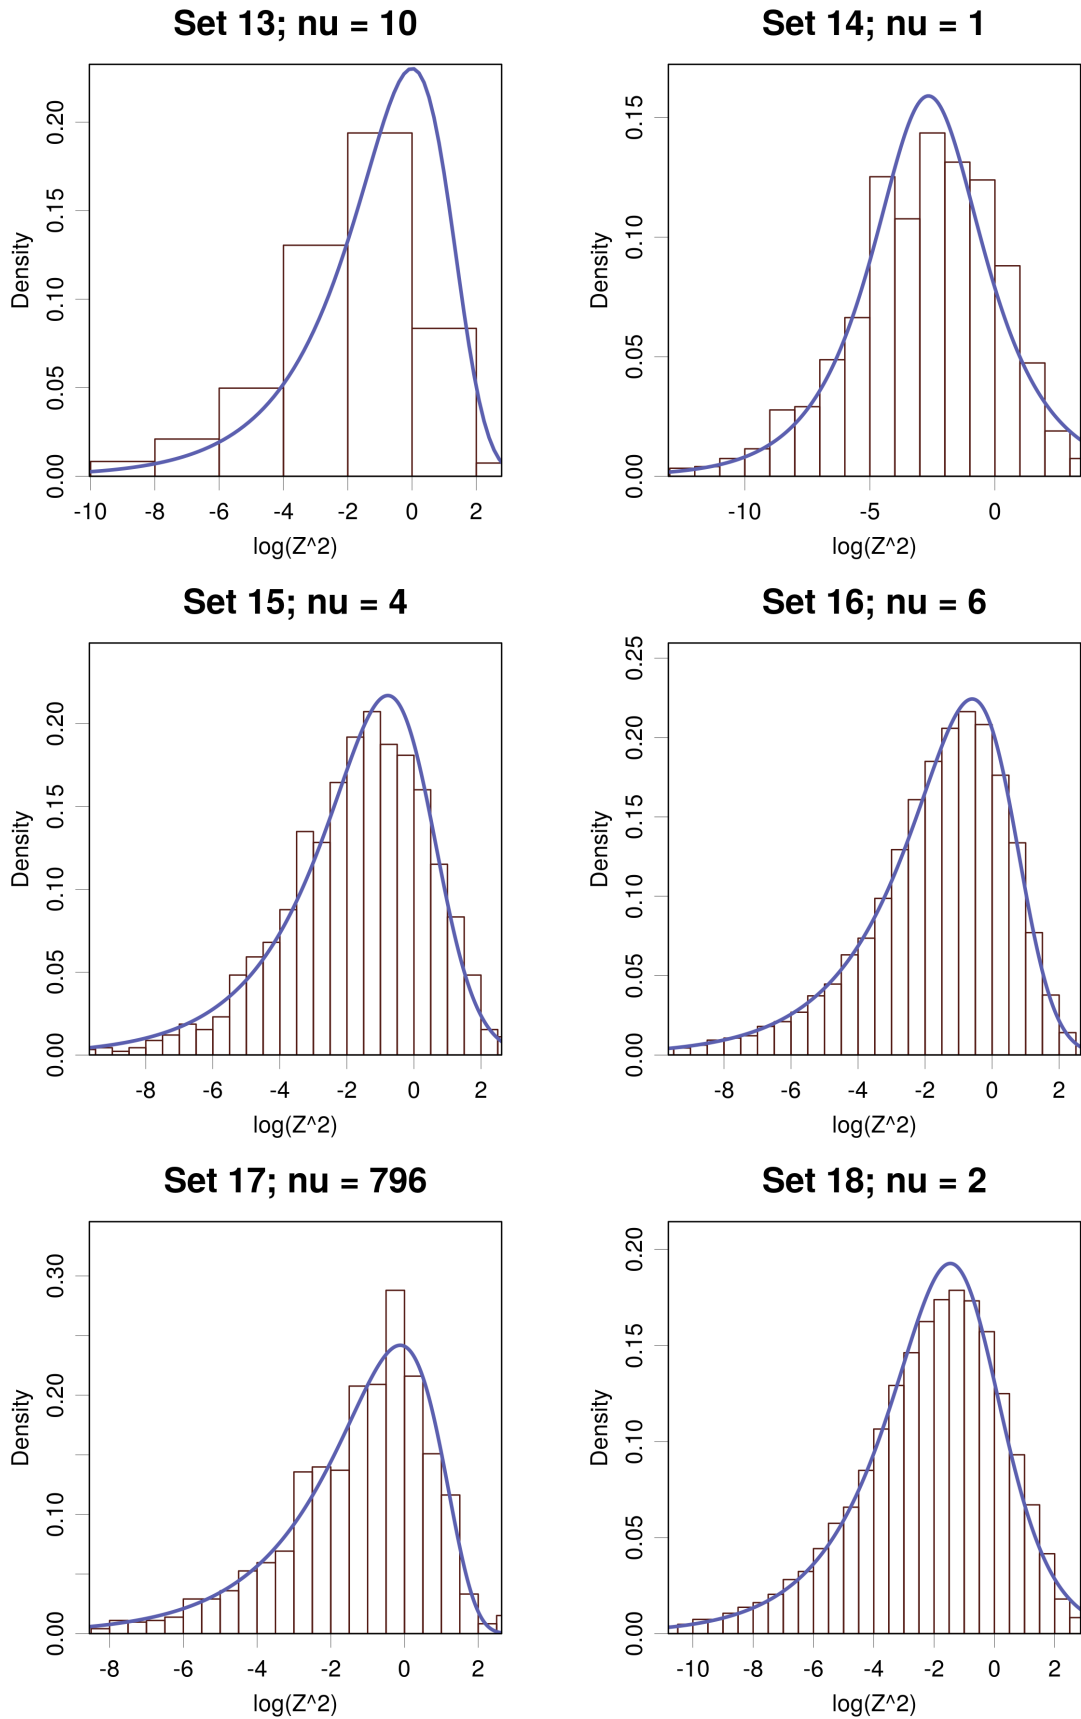 Set 13; nu = 10
Density
0.00 0.05 0.10 0.15 0.20
-10 -8 -6 -4 -2 0 2
log(Z^2)
Set 14; nu = 1
Density
0.00 0.05 0.10 0.15
-10 -5 0
log(Z^2)
Set 15; nu = 4
Density
0.00 0.05 0.10 0.15 0.20
-8 -6 -4 -2 0 2
log(Z^2)
Set 16; nu = 6
Density
0.00 0.05 0.10 0.15 0.20 0.25
-8 -6 -4 -2 0 2
log(Z^2)
Set 17; nu = 796
Density
0.00 0.10 0.20 0.30
-8 -6 -4 -2 0 2
log(Z^2)
Set 18; nu = 2
Density
0.00 0.05 0.10 0.15 0.20
-10 -8 -6 -4 -2 0 2
log(Z^2)